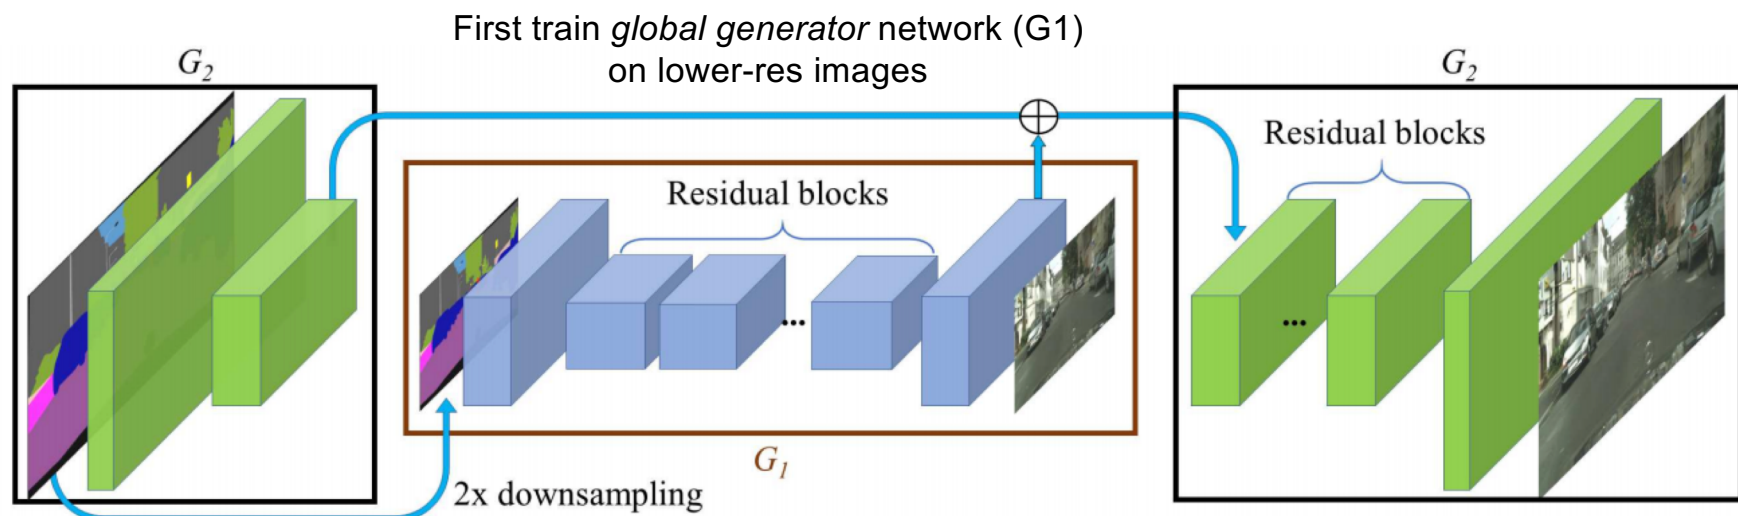 First train global generator network (G1)
on lower-res images
G2
G2
Residual blocks
Residual blocks
...
...
G1
2x downsampling